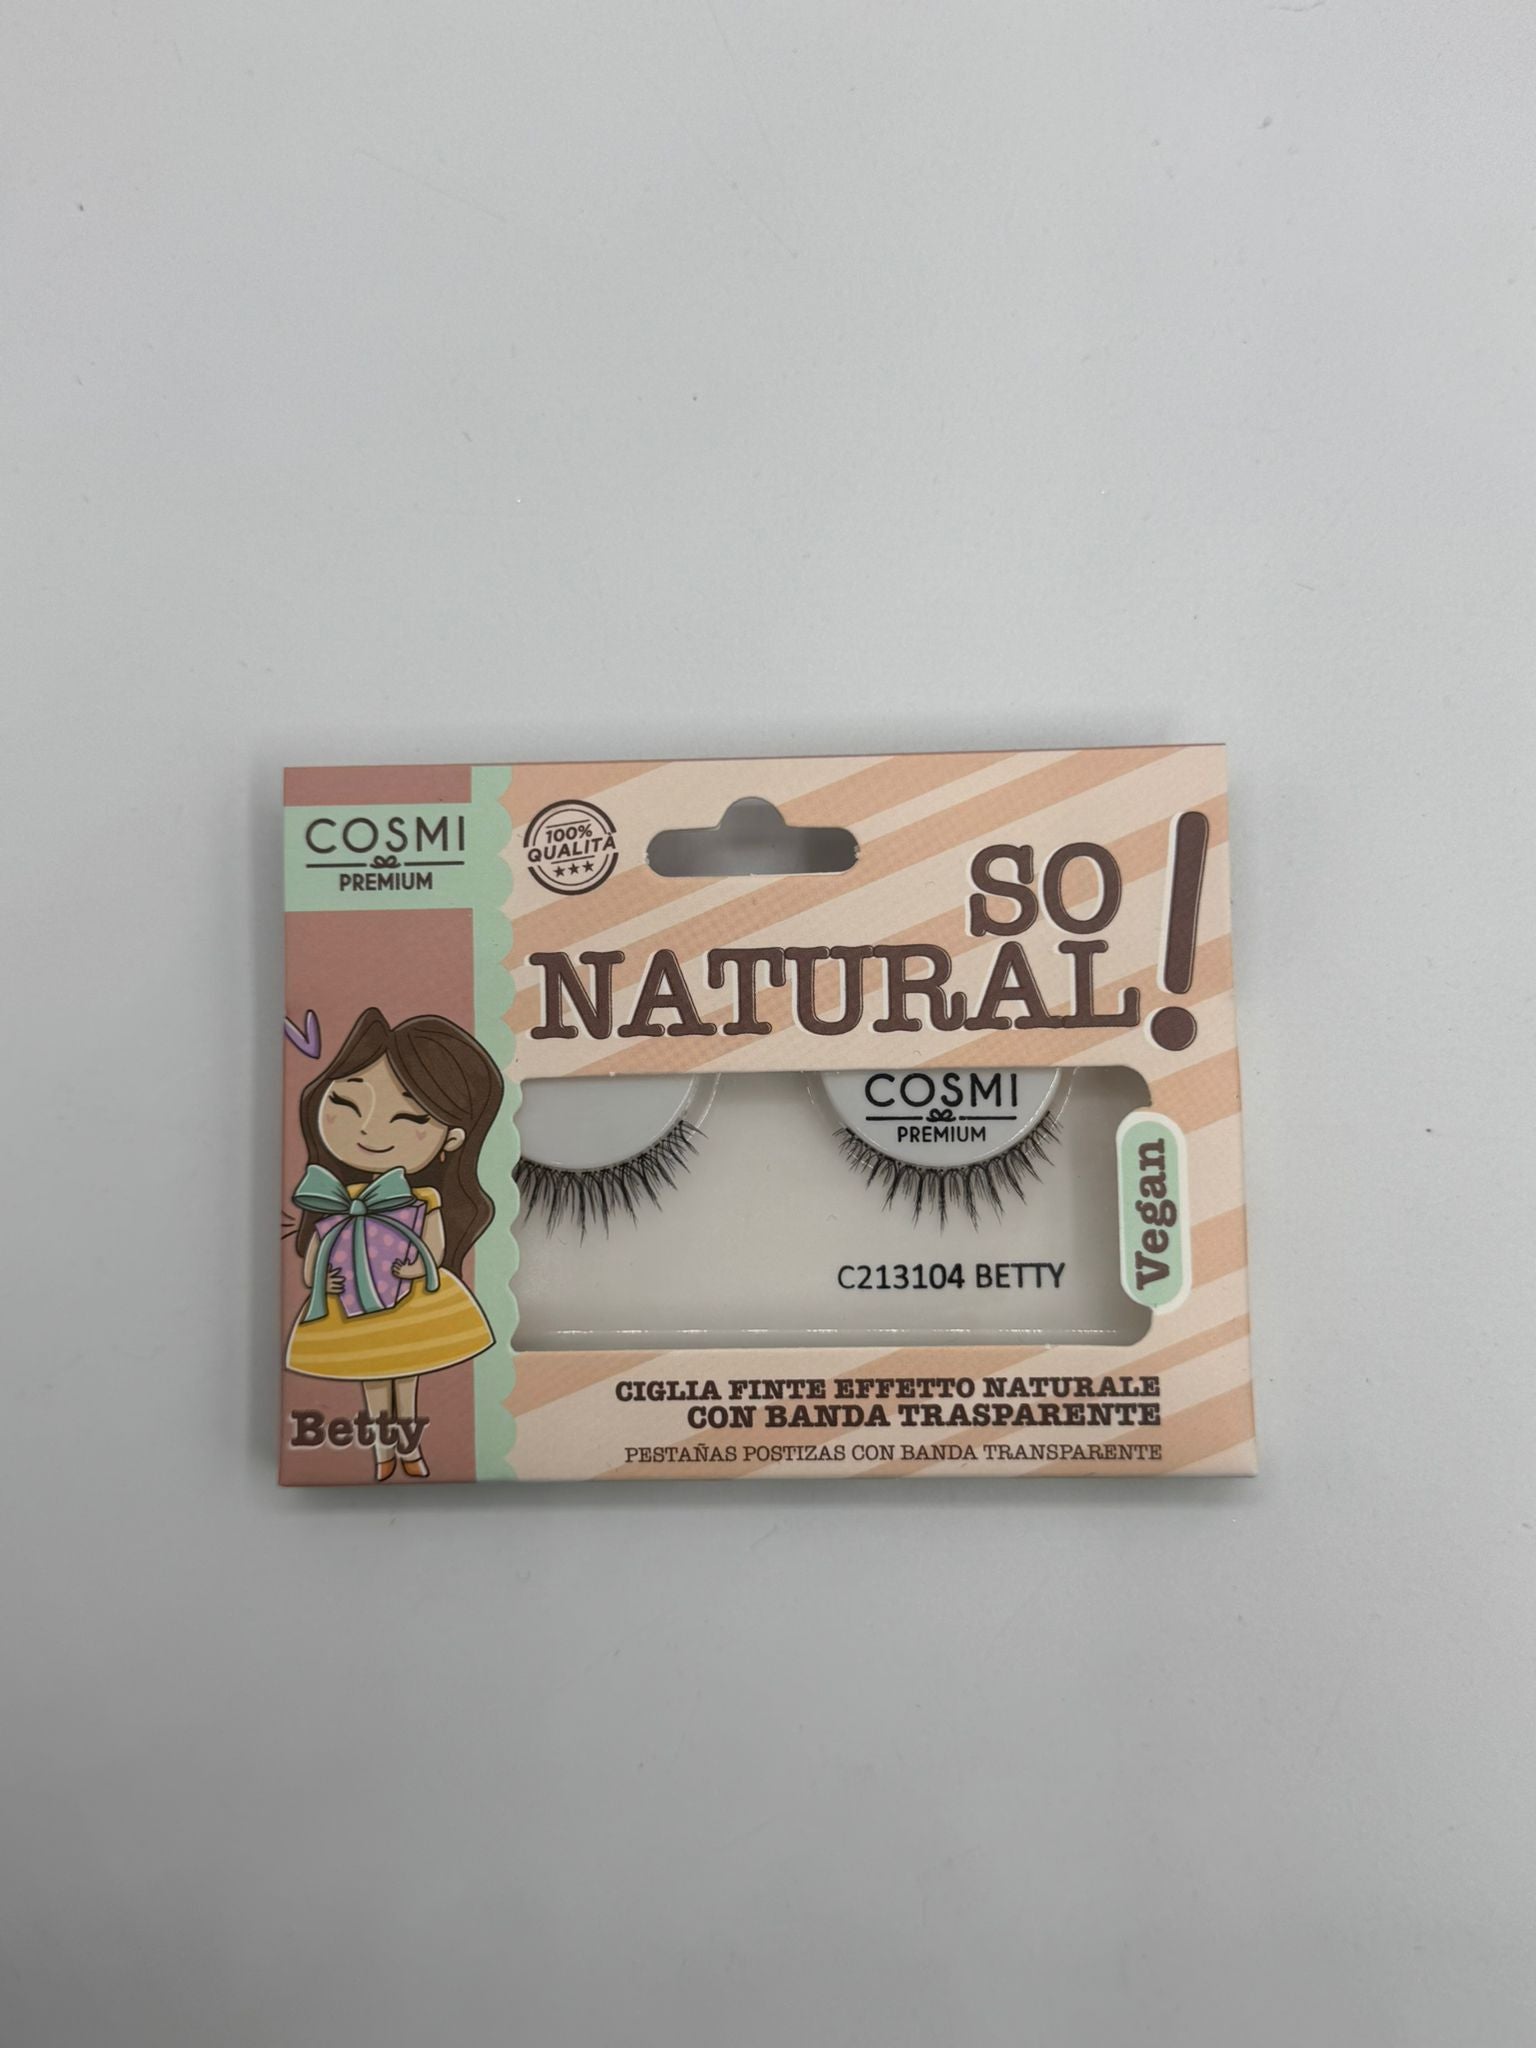 COSMI
PREMIUM
100%
QUALITÀ
SO
NATURAL!
COSMI
PREMIUM
C213104 BETTY
Vegan
CIGLIA FINTE EFFETTO NATURALE
CON BANDA TRASPARENTE
PESTAÑAS POSTIZAS CON BANDA TRANSPARENTE
Betty